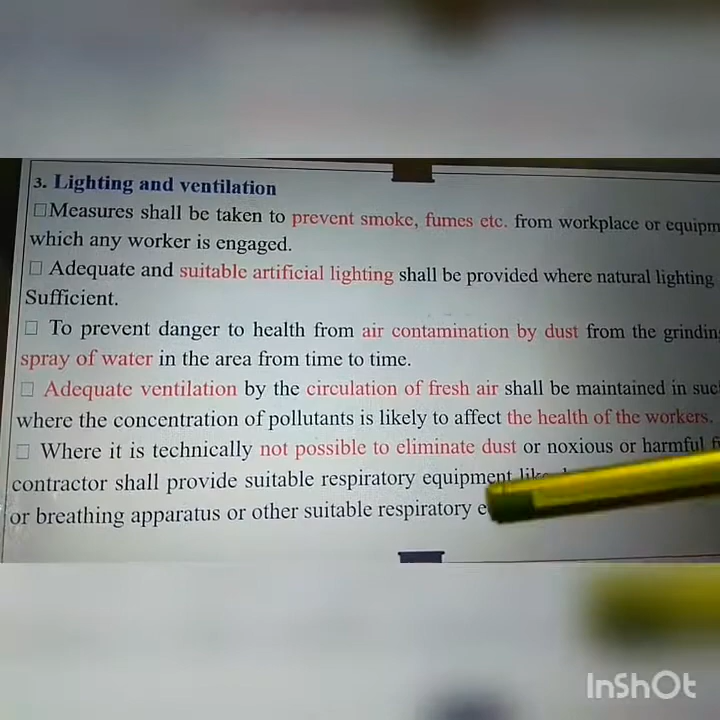 3. Lighting and ventilation
□Measures shall be taken to prevent smoke, fumes etc. from workplace or equipm
which any worker is engaged.
□ Adequate and suitable artificial lighting shall be provided where natural lighting
Sufficient.
□ To prevent danger to health from air contamination by dust from the grindin
spray of water in the area from time to time.
□ Adequate ventilation by the circulation of fresh air shall be maintained in suc
where the concentration of pollutants is likely to affect the health of the workers.
□ Where it is technically not possible to eliminate dust or noxious or harmful f
contractor shall provide suitable respiratory equipment like
or breathing apparatus or other suitable respiratory e
InShOt